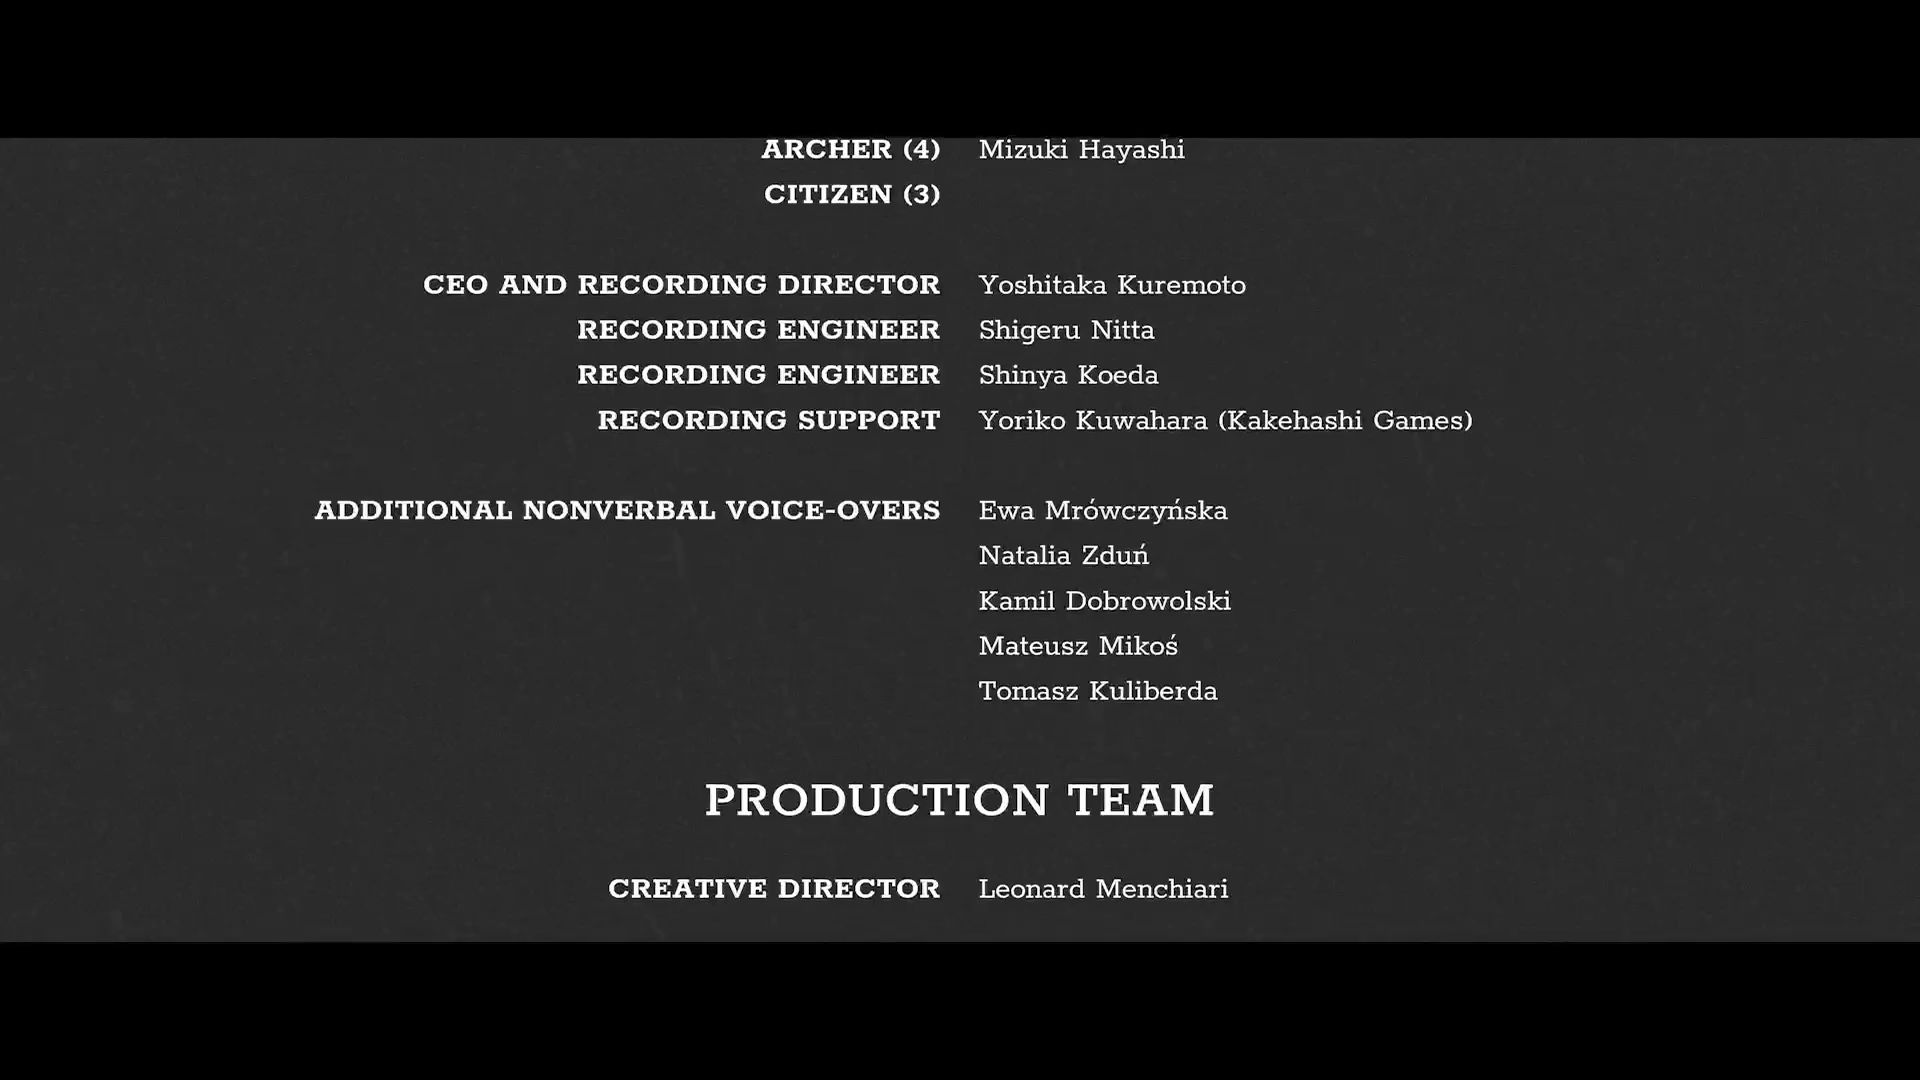 ARCHER (4) Mizuki Hayashi
CITIZEN (3)
CEO AND RECORDING DIRECTOR Yoshitaka Kuremoto
RECORDING ENGINEER Shigeru Nitta
RECORDING ENGINEER Shinya Koeda
RECORDING SUPPORT Yoriko Kuwahara (Kakehashi Games)
ADDITIONAL NONVERBAL VOICE-OVERS Ewa Mrówczyńska
Natalia Zduń
Kamil Dobrowolski
Mateusz Mikoś
Tomasz Kuliberda
PRODUCTION TEAM
CREATIVE DIRECTOR Leonard Menchiari